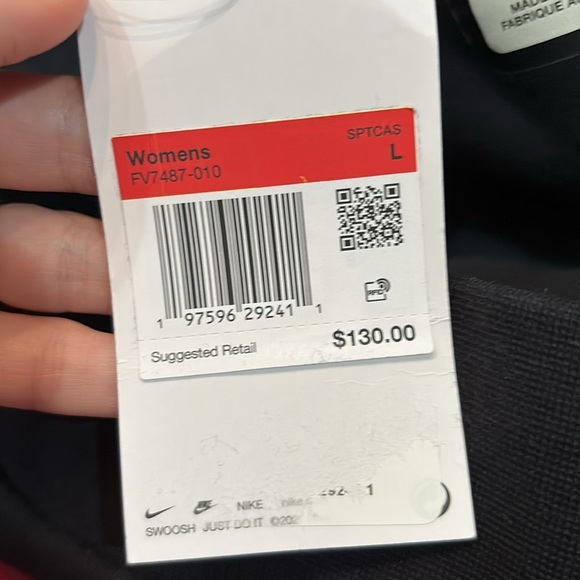 MADE
FABRIQUE A
SPTCAS
Womens L
FV7487-010
1 97596 29241 1
Suggested Retail $130.00
NIKE 1
SWOOSH JUST DO IT ©202